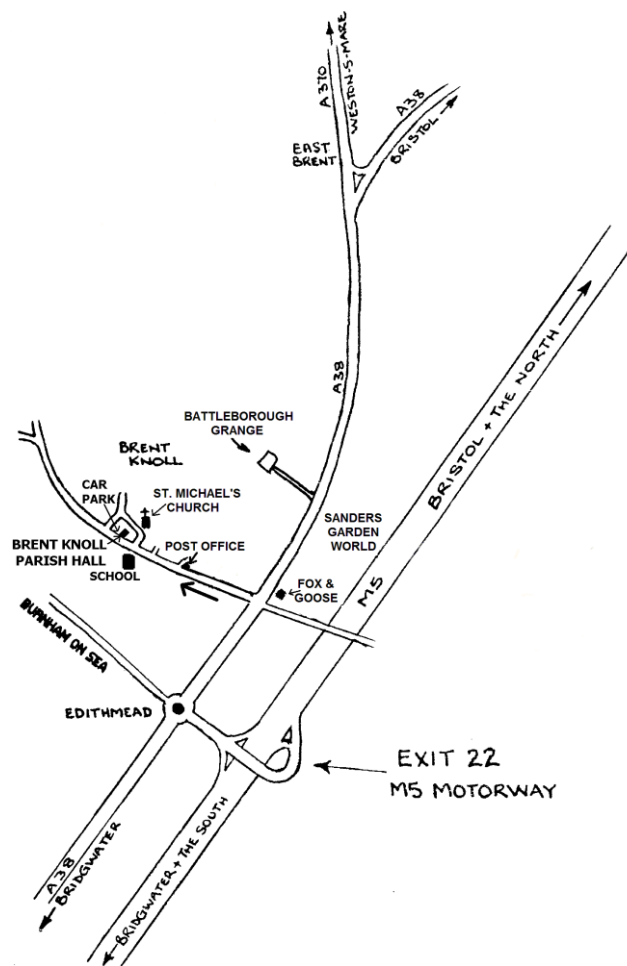 A 370
WESTON-S-MARE
A38
BRISTOL
EAST
BRENT
A38
BRISTOL + THE NORTH
BATTLEBOROUGH
GRANGE
BRENT
KNOLL
CAR
PARK
ST. MICHAEL'S
CHURCH
SANDERS
GARDEN
WORLD
BRENT KNOLL
PARISH HALL
POST OFFICE
SCHOOL
FOX &
GOOSE
M5
BURNHAM ON SEA
EDITHMEAD
EXIT 22
M5 MOTORWAY
A38
BRIDGWATER
BRIDGWATER + THE SOUTH